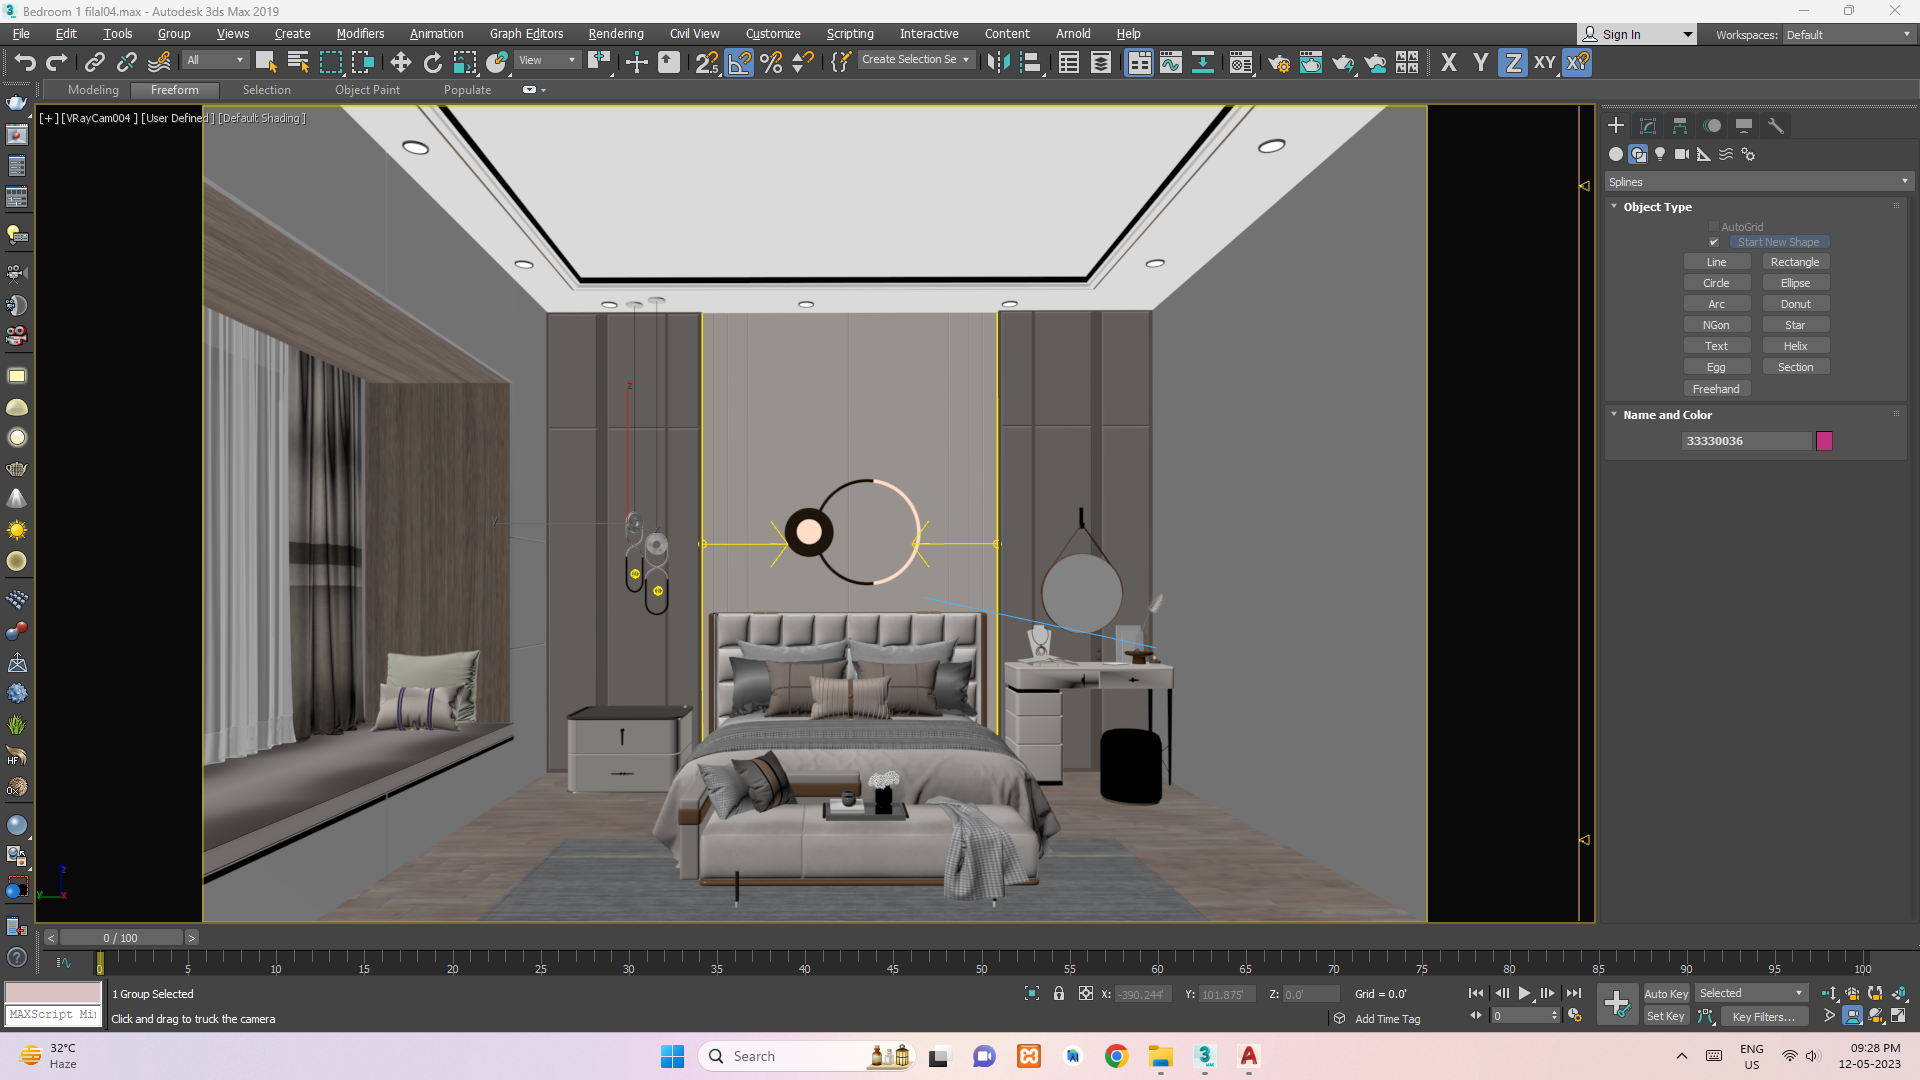 Bedroom 1 filal04.max - Autodesk 3ds Max 2019
File Edit Tools Group Views Create Modifiers Animation Graph Editors Rendering Civil View Customize Scripting Interactive Content Arnold Help
Sign In Workspaces: Default
All View Create Selection Se X Y Z XY
Modeling Freeform Selection Object Paint Populate
[+] [VRayCam004 ] [User Defined ] [Default Shading ]
Splines
Object Type
AutoGrid
Start New Shape
Line Rectangle
Circle Ellipse
Arc Donut
NGon Star
Text Helix
Egg Section
Freehand
Name and Color
33330036
0 / 100
0 5 10 15 20 25 30 35 40 45 50 55 60 65 70 75 80 85 90 95 100
1 Group Selected
X: -390.244' Y: 101.875' Z: 0.0' Grid = 0.0'
Auto Key Selected
MAXScript Mi
Click and drag to truck the camera
Add Time Tag
0
Set Key Key Filters...
32°C
Haze
Search
ENG
US
09:28 PM
12-05-2023